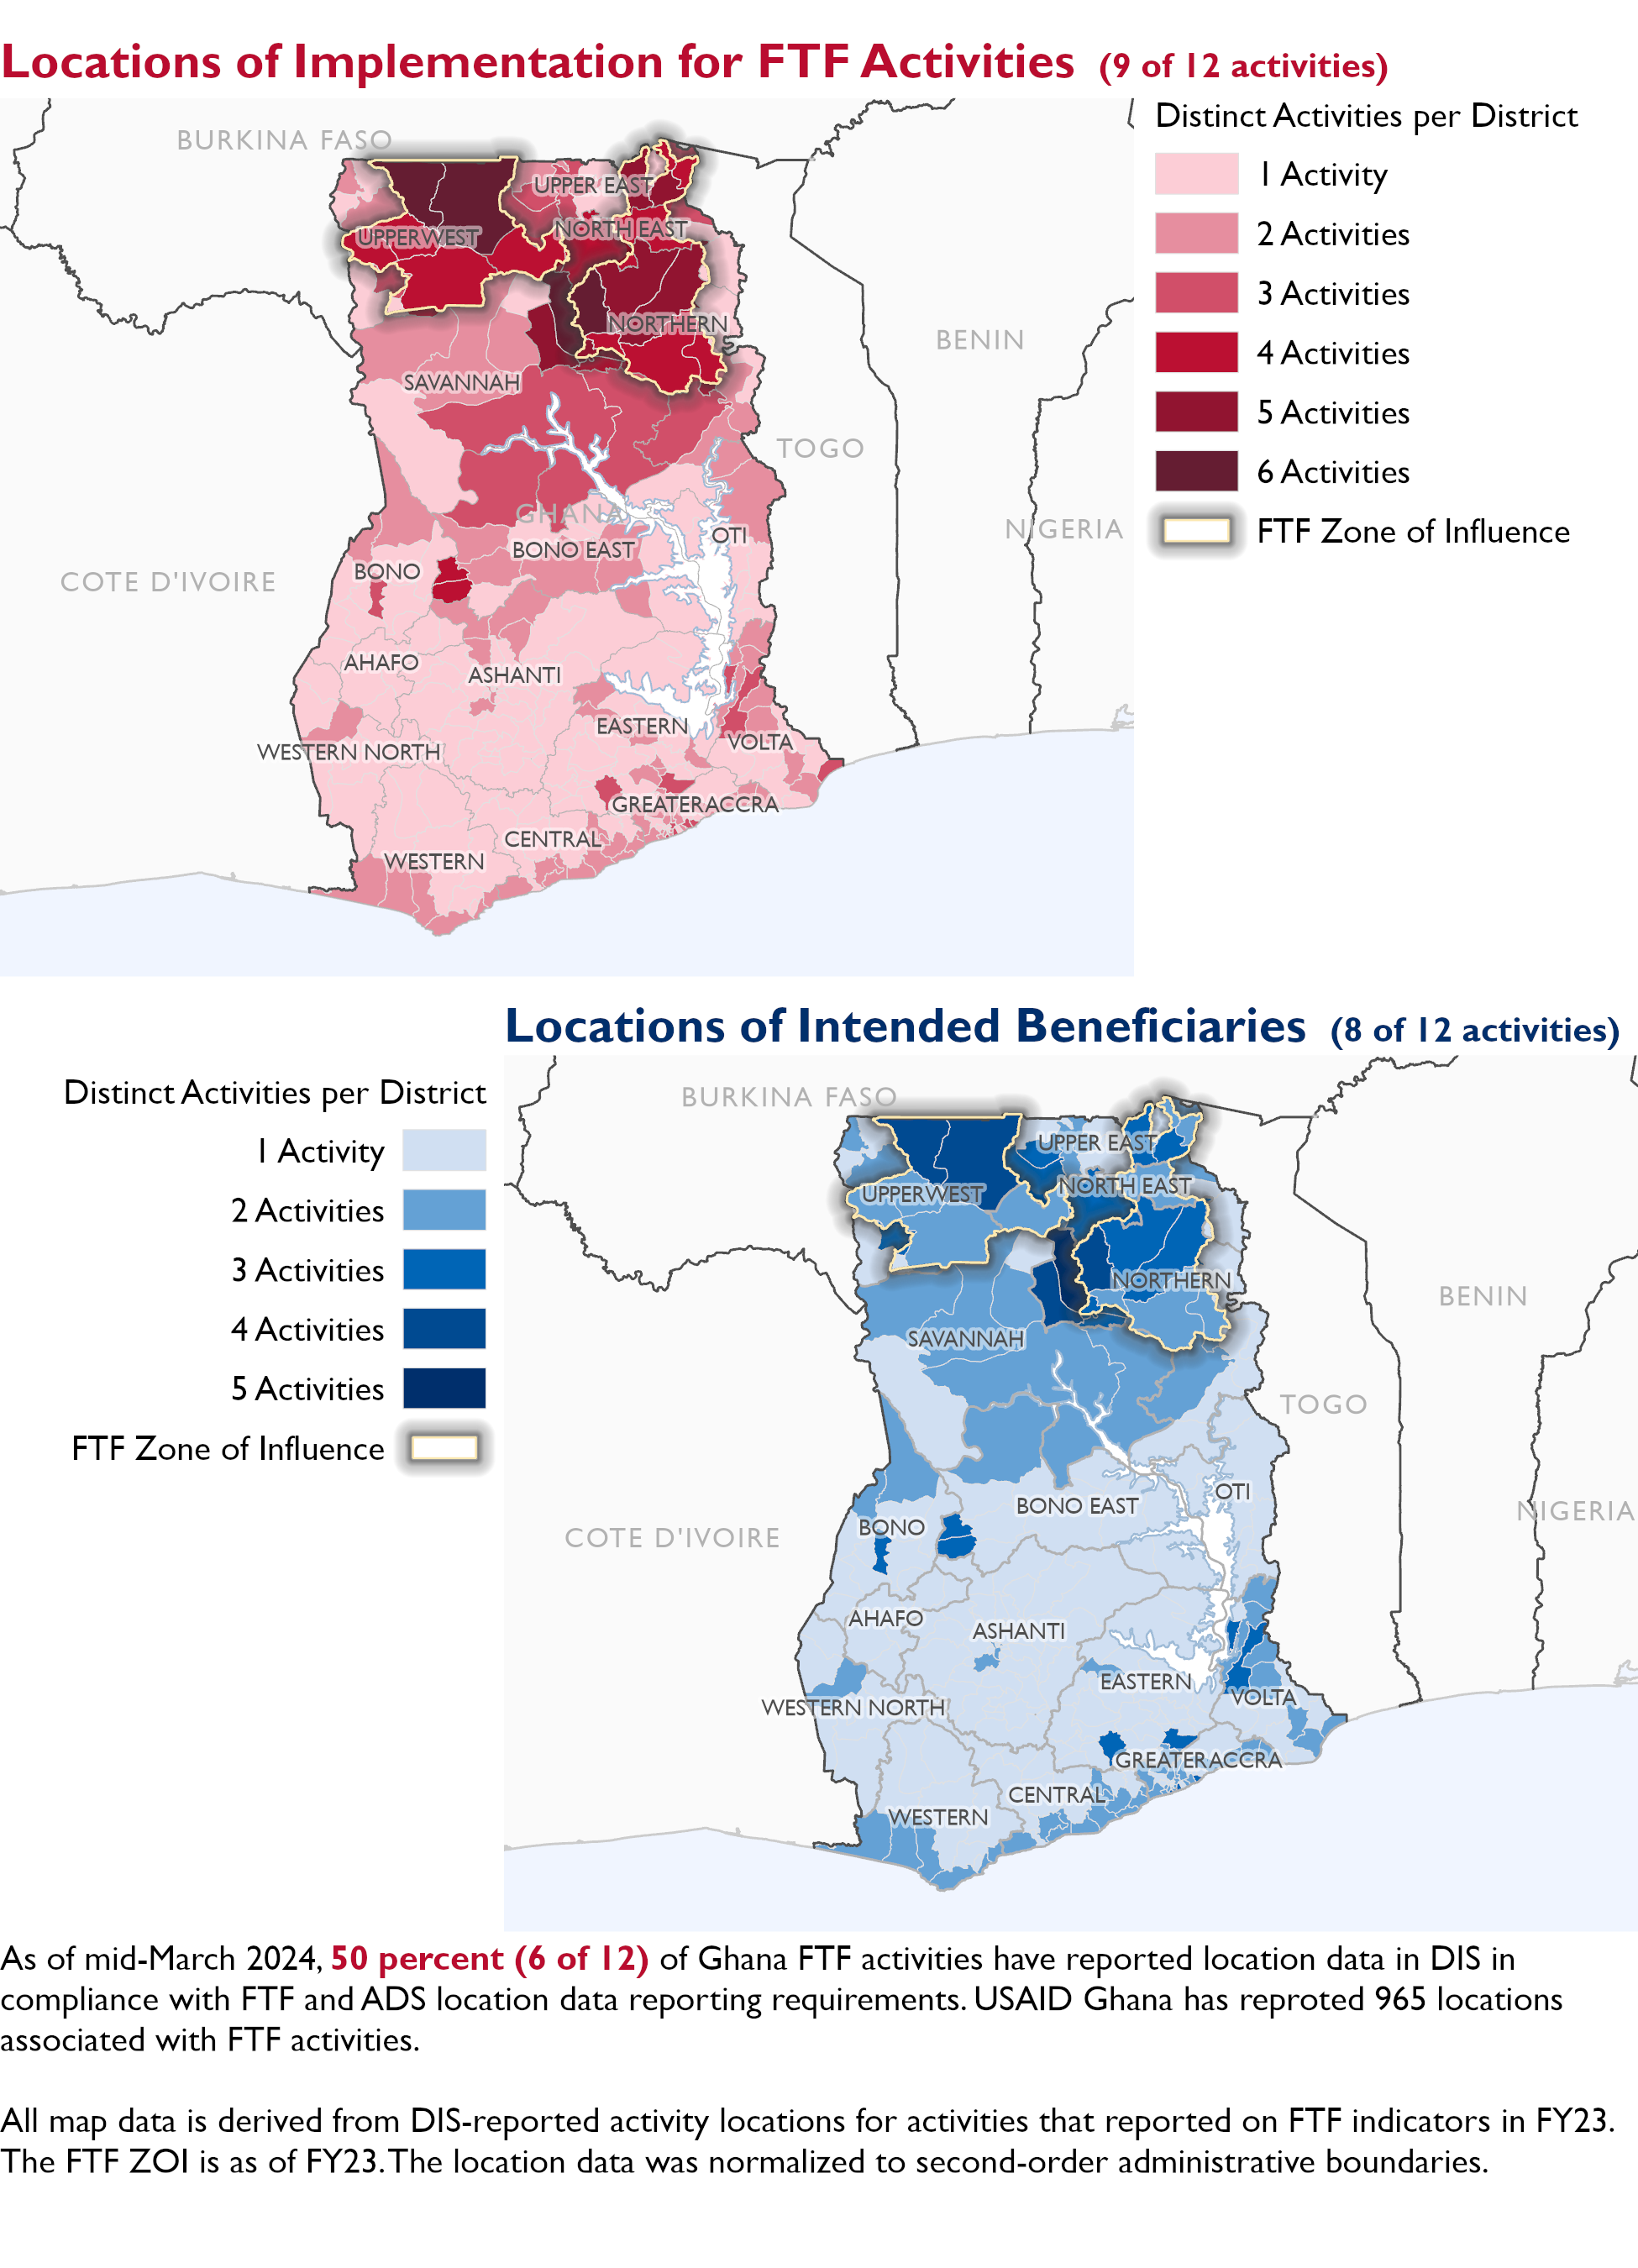 Locations of Implementation for FTF Activities (9 of 12 activities)
Distinct Activities per District
1 Activity
2 Activities
3 Activities
4 Activities
5 Activities
6 Activities
FTF Zone of Influence
BURKINA FASO
UPPER EAST
UPPER WEST
NORTH EAST
NORTHERN
BENIN
SAVANNAH
TOGO
GHANA
NIGERIA
OTI
BONO EAST
BONO
COTE D'IVOIRE
AHAFO
ASHANTI
EASTERN
VOLTA
WESTERN NORTH
GREATER ACCRA
CENTRAL
WESTERN
Locations of Intended Beneficiaries (8 of 12 activities)
Distinct Activities per District
1 Activity
2 Activities
3 Activities
4 Activities
5 Activities
FTF Zone of Influence
BURKINA FASO
UPPER EAST
UPPER WEST
NORTH EAST
NORTHERN
BENIN
SAVANNAH
TOGO
OTI
BONO EAST
NIGERIA
BONO
COTE D'IVOIRE
AHAFO
ASHANTI
EASTERN
VOLTA
WESTERN NORTH
GREATER ACCRA
CENTRAL
WESTERN
As of mid-March 2024, 50 percent (6 of 12) of Ghana FTF activities have reported location data in DIS in
compliance with FTF and ADS location data reporting requirements. USAID Ghana has reproted 965 locations
associated with FTF activities.
All map data is derived from DIS-reported activity locations for activities that reported on FTF indicators in FY23.
The FTF ZOI is as of FY23. The location data was normalized to second-order administrative boundaries.